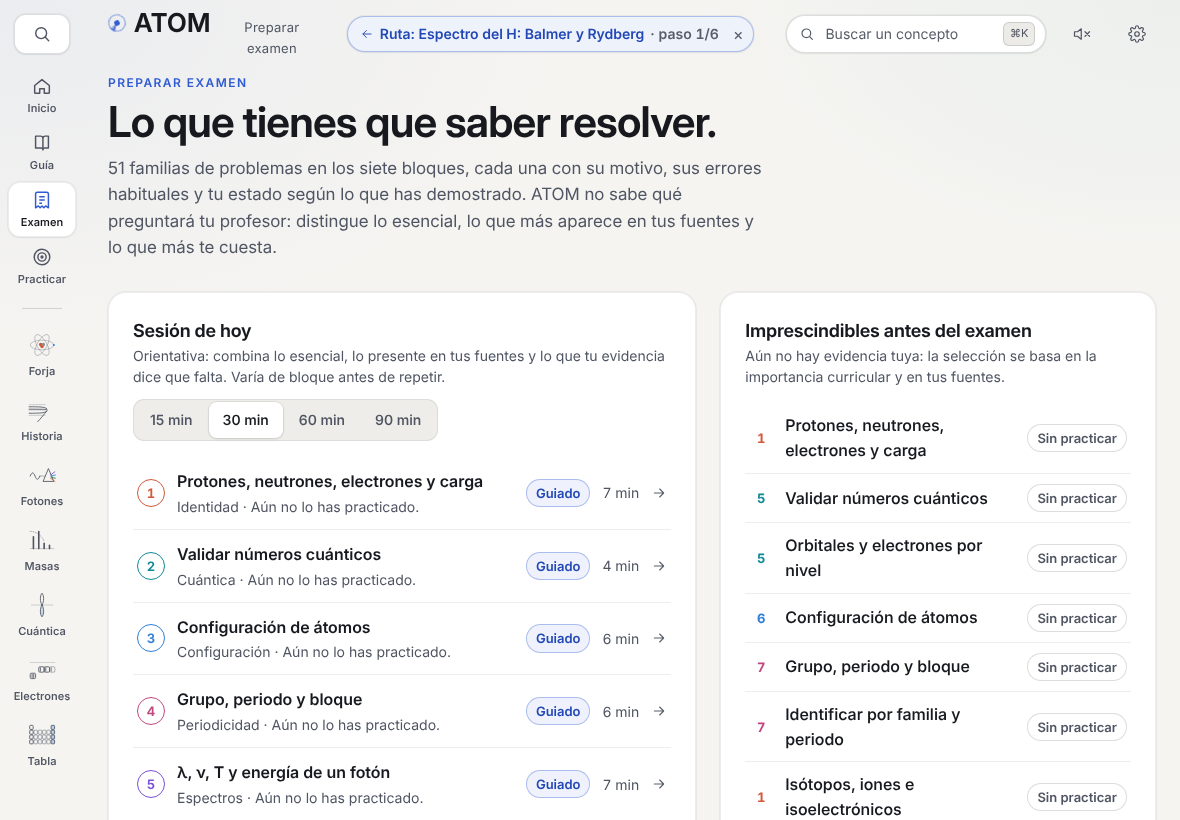 ATOM
Preparar
examen
← Ruta: Espectro del H: Balmer y Rydberg · paso 1/6 ×
Buscar un concepto ⌘K
Inicio
Guía
Examen
Practicar
Forja
Historia
Fotones
Masas
Cuántica
Electrones
Tabla
PREPARAR EXAMEN
Lo que tienes que saber resolver.
51 familias de problemas en los siete bloques, cada una con su motivo, sus errores
habituales y tu estado según lo que has demostrado. ATOM no sabe qué
preguntará tu profesor: distingue lo esencial, lo que más aparece en tus fuentes y
lo que más te cuesta.
Sesión de hoy
Orientativa: combina lo esencial, lo presente en tus fuentes y lo que tu evidencia
dice que falta. Varía de bloque antes de repetir.
15 min 30 min 60 min 90 min
1 Protones, neutrones, electrones y carga Guiado 7 min →
Identidad · Aún no lo has practicado.
2 Validar números cuánticos Guiado 4 min →
Cuántica · Aún no lo has practicado.
3 Configuración de átomos Guiado 6 min →
Configuración · Aún no lo has practicado.
4 Grupo, periodo y bloque Guiado 6 min →
Periodicidad · Aún no lo has practicado.
5 λ, ν, T y energía de un fotón Guiado 7 min →
Espectros · Aún no lo has practicado.
Imprescindibles antes del examen
Aún no hay evidencia tuya: la selección se basa en la
importancia curricular y en tus fuentes.
1 Protones, neutrones,
electrones y carga Sin practicar
5 Validar números cuánticos Sin practicar
5 Orbitales y electrones por
nivel Sin practicar
6 Configuración de átomos Sin practicar
7 Grupo, periodo y bloque Sin practicar
7 Identificar por familia y
periodo Sin practicar
1 Isótopos, iones e
isoelectrónicos Sin practicar